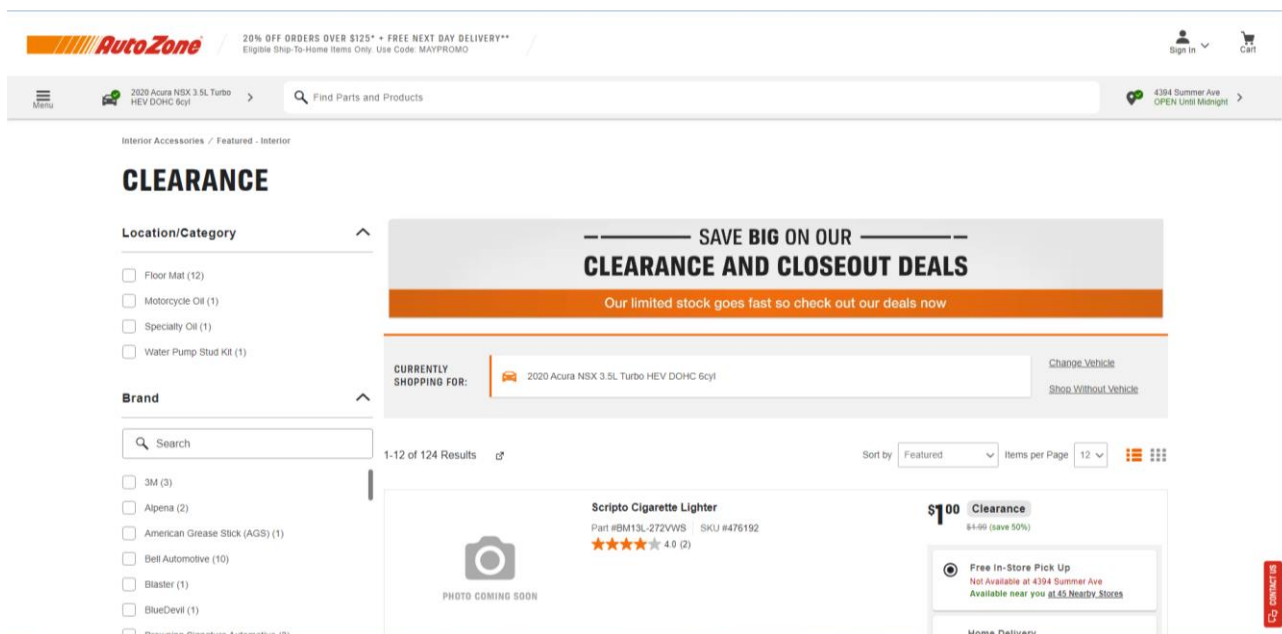 AutoZone
20% OFF ORDERS OVER $125* + FREE NEXT DAY DELIVERY**
Eligible Ship-To-Home Items Only. Use Code: MAYPROMO
Sign In
Cart
Menu
2020 Acura NSX 3.5L Turbo
HEV DOHC 6cyl
Find Parts and Products
4394 Summer Ave
OPEN Until Midnight
Interior Accessories / Featured - Interior
CLEARANCE
Location/Category
Floor Mat (12)
Motorcycle Oil (1)
Specialty Oil (1)
Water Pump Stud Kit (1)
Brand
Search
3M (3)
Alpena (2)
American Grease Stick (AGS) (1)
Bell Automotive (10)
Blaster (1)
BlueDevil (1)
SAVE BIG ON OUR
CLEARANCE AND CLOSEOUT DEALS
Our limited stock goes fast so check out our deals now
CURRENTLY
SHOPPING FOR:
2020 Acura NSX 3.5L Turbo HEV DOHC 6cyl
Change Vehicle
Shop Without Vehicle
1-12 of 124 Results
Sort by
Featured
Items per Page
12
PHOTO COMING SOON
Scripto Cigarette Lighter
Part #BM13L-272VWS
SKU #476192
4.0 (2)
$100
Clearance
$1.99 (save 50%)
Free In-Store Pick Up
Not Available at 4394 Summer Ave
Available near you at 45 Nearby Stores
Home Delivery
CONTACT US